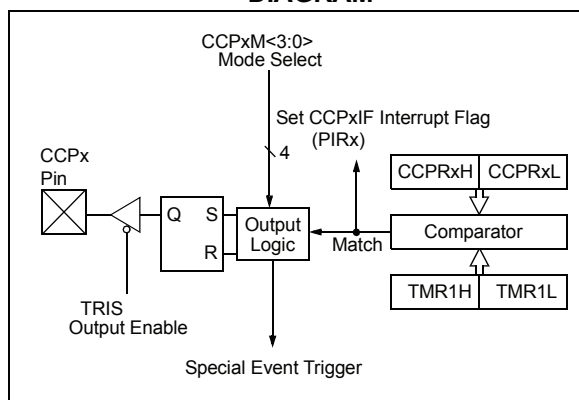 CCPxM<3:0>
Mode Select
Set CCPxIF Interrupt Flag
(PIRx)
4
CCPx
Pin
CCPRxH CCPRxL
Q S
R
Output
Logic
Match
Comparator
TRIS
Output Enable
TMR1H TMR1L
Special Event Trigger